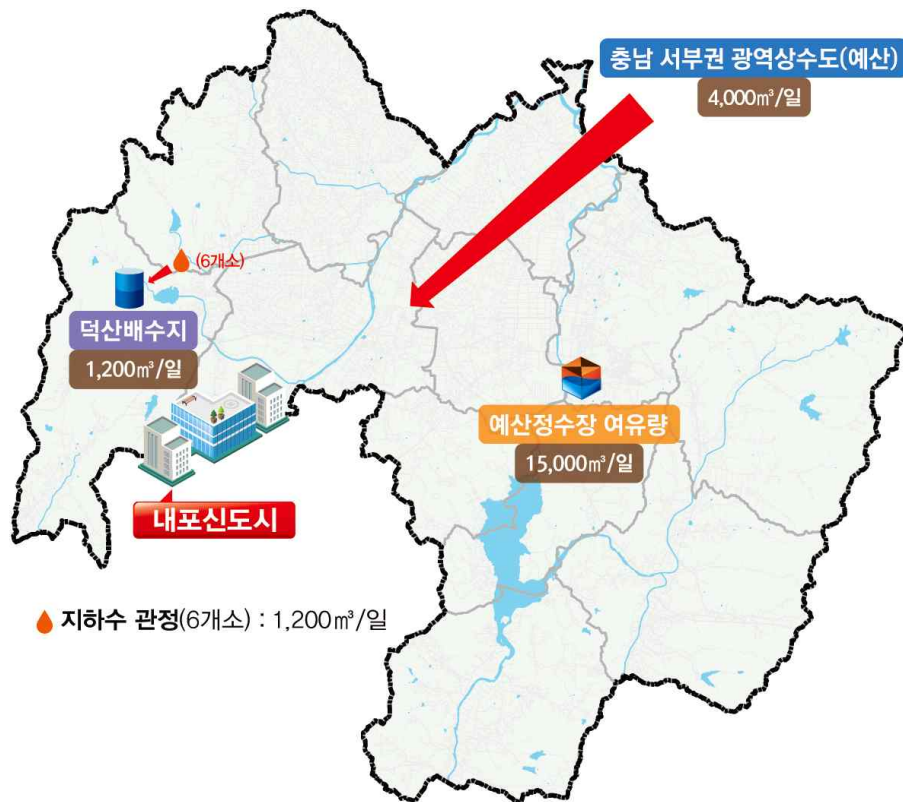 충남 서부권 광역상수도(예산)
4,000㎥/일
(6개소)
덕산배수지
1,200㎥/일
예산정수장 여유량
15,000㎥/일
내포신도시
지하수 관정(6개소) : 1,200㎥/일